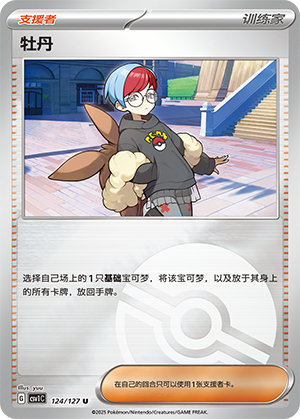 支援者
训练家
牡丹
选择自己场上的1只基础宝可梦，将该宝可梦，以及放于其身上
的所有卡牌，放回手牌。
Illus. yuu
G CSV1C 124/127 U
在自己的回合只可以使用1张支援者卡。
©2025 Pokémon/Nintendo/Creatures/GAME FREAK.